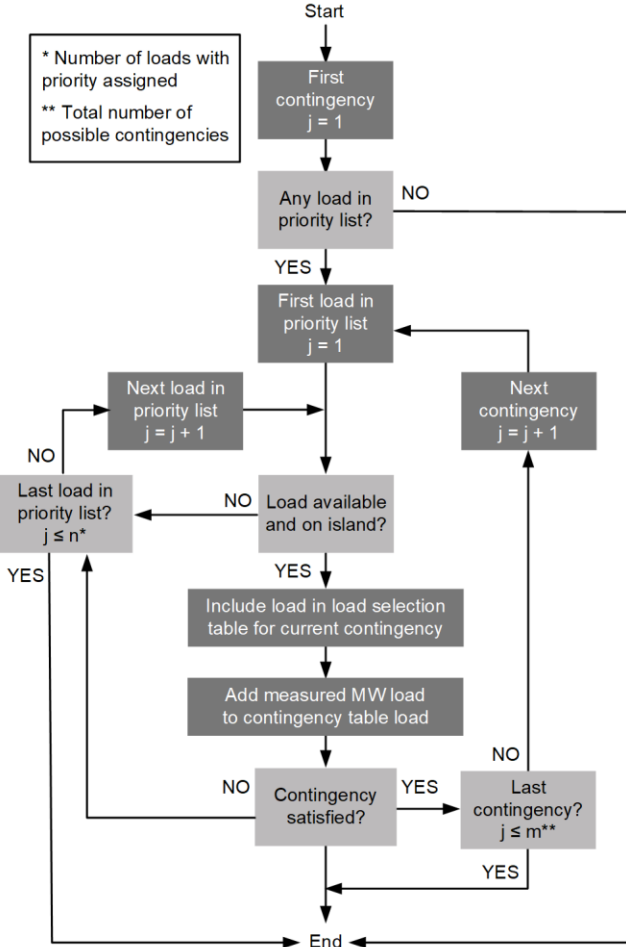 Start
* Number of loads with
priority assigned
** Total number of
possible contingencies
First
contingency
j = 1
Any load in
priority list?
NO
YES
First load in
priority list
j = 1
Next load in
priority list
j = j + 1
Next
contingency
j = j + 1
NO
Last load in
priority list?
j ≤ n*
NO
Load available
and on island?
YES
YES
Include load in load selection
table for current contingency
Add measured MW load
to contingency table load
NO
NO
Contingency
satisfied?
YES
Last
contingency?
j ≤ m**
YES
End